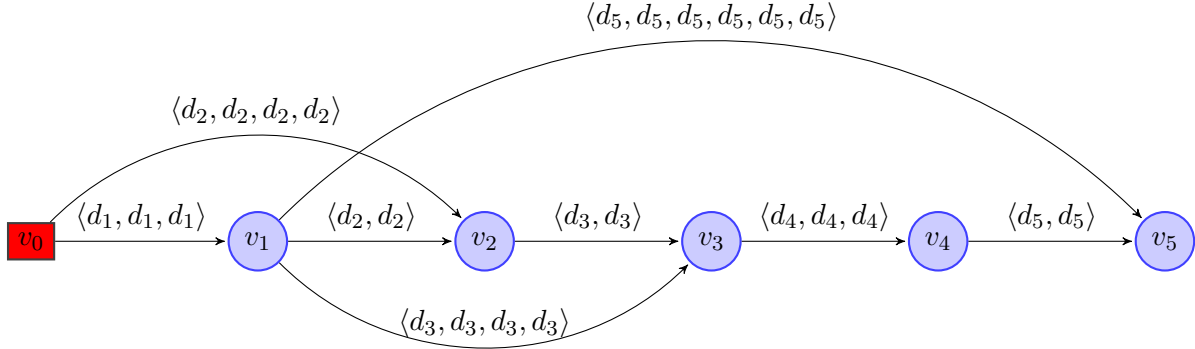 ⟨d₅, d₅, d₅, d₅, d₅, d₅⟩
⟨d₂, d₂, d₂, d₂⟩
⟨d₁, d₁, d₁⟩
⟨d₂, d₂⟩
⟨d₃, d₃⟩
⟨d₄, d₄, d₄⟩
⟨d₅, d₅⟩
v₀
v₁
v₂
v₃
v₄
v₅
⟨d₃, d₃, d₃, d₃⟩